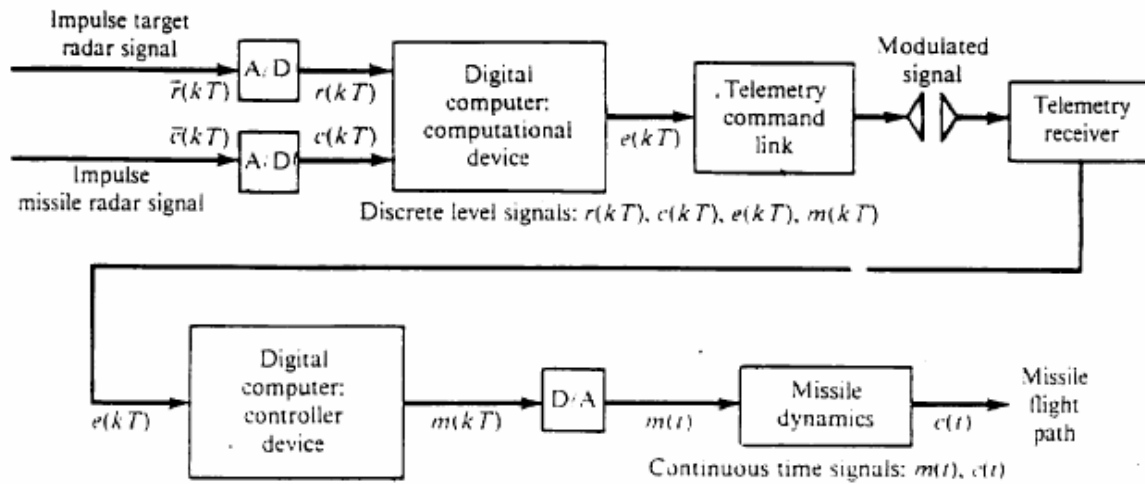 Impulse target
radar signal
r̄(kT)
A/D
r(kT)
c̄(kT)
A/D
c(kT)
Impulse
missile radar signal
Digital
computer:
computational
device
e(kT)
Telemetry
command
link
Modulated
signal
Telemetry
receiver
Discrete level signals: r(kT), c(kT), e(kT), m(kT)
e(kT)
Digital
computer:
controller
device
m(kT)
D/A
m(t)
Missile
dynamics
c(t)
Missile
flight
path
Continuous time signals: m(t), c(t)